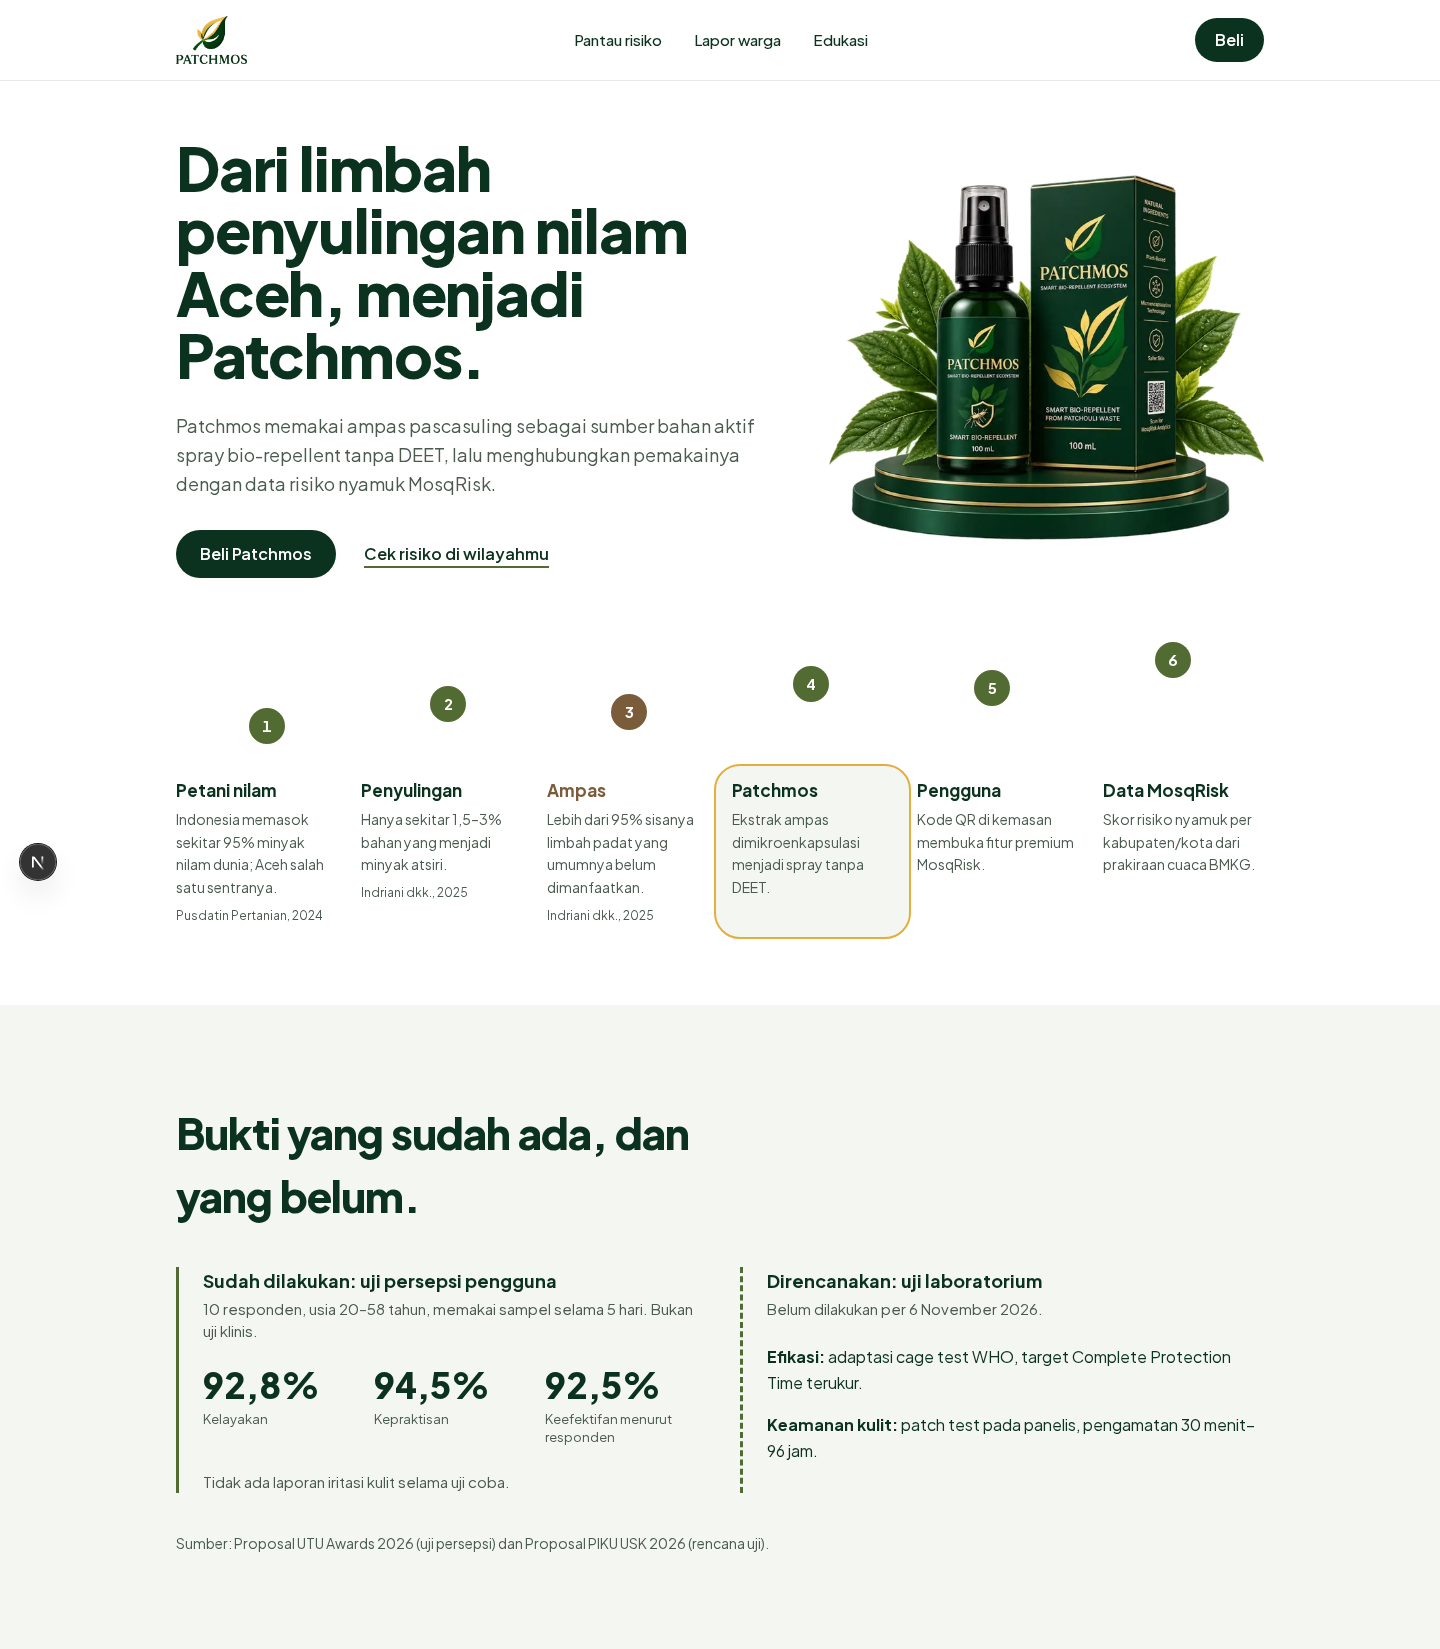 PATCHMOS
Pantau risiko
Lapor warga
Edukasi
Beli
Dari limbah
penyulingan nilam
Aceh, menjadi
Patchmos.
Patchmos memakai ampas pascasuling sebagai sumber bahan aktif
spray bio-repellent tanpa DEET, lalu menghubungkan pemakainya
dengan data risiko nyamuk MosqRisk.
Beli Patchmos
Cek risiko di wilayahmu
PATCHMOS
SMART BIO-REPELLENT ECOSYSTEM
SMART BIO-REPELLENT
100 mL
PATCHMOS
SMART BIO-REPELLENT ECOSYSTEM
SMART BIO-REPELLENT
FROM PATCHOULI WASTE
100 mL
NATURAL
INGREDIENTS
Plant-Based
Microencapsulation
Technology
Safer Skin
Scan for
MosqRisk Analytics
1
2
3
4
5
6
Petani nilam
Indonesia memasok
sekitar 95% minyak
nilam dunia; Aceh salah
satu sentranya.
Pusdatin Pertanian, 2024
Penyulingan
Hanya sekitar 1,5–3%
bahan yang menjadi
minyak atsiri.
Indriani dkk., 2025
Ampas
Lebih dari 95% sisanya
limbah padat yang
umumnya belum
dimanfaatkan.
Indriani dkk., 2025
Patchmos
Ekstrak ampas
dimikroenkapsulasi
menjadi spray tanpa
DEET.
Pengguna
Kode QR di kemasan
membuka fitur premium
MosqRisk.
Data MosqRisk
Skor risiko nyamuk per
kabupaten/kota dari
prakiraan cuaca BMKG.
N
Bukti yang sudah ada, dan
yang belum.
Sudah dilakukan: uji persepsi pengguna
10 responden, usia 20–58 tahun, memakai sampel selama 5 hari. Bukan
uji klinis.
92,8%
Kelayakan
94,5%
Kepraktisan
92,5%
Keefektifan menurut
responden
Tidak ada laporan iritasi kulit selama uji coba.
Direncanakan: uji laboratorium
Belum dilakukan per 6 November 2026.
Efikasi: adaptasi cage test WHO, target Complete Protection
Time terukur.
Keamanan kulit: patch test pada panelis, pengamatan 30 menit–
96 jam.
Sumber: Proposal UTU Awards 2026 (uji persepsi) dan Proposal PIKU USK 2026 (rencana uji).